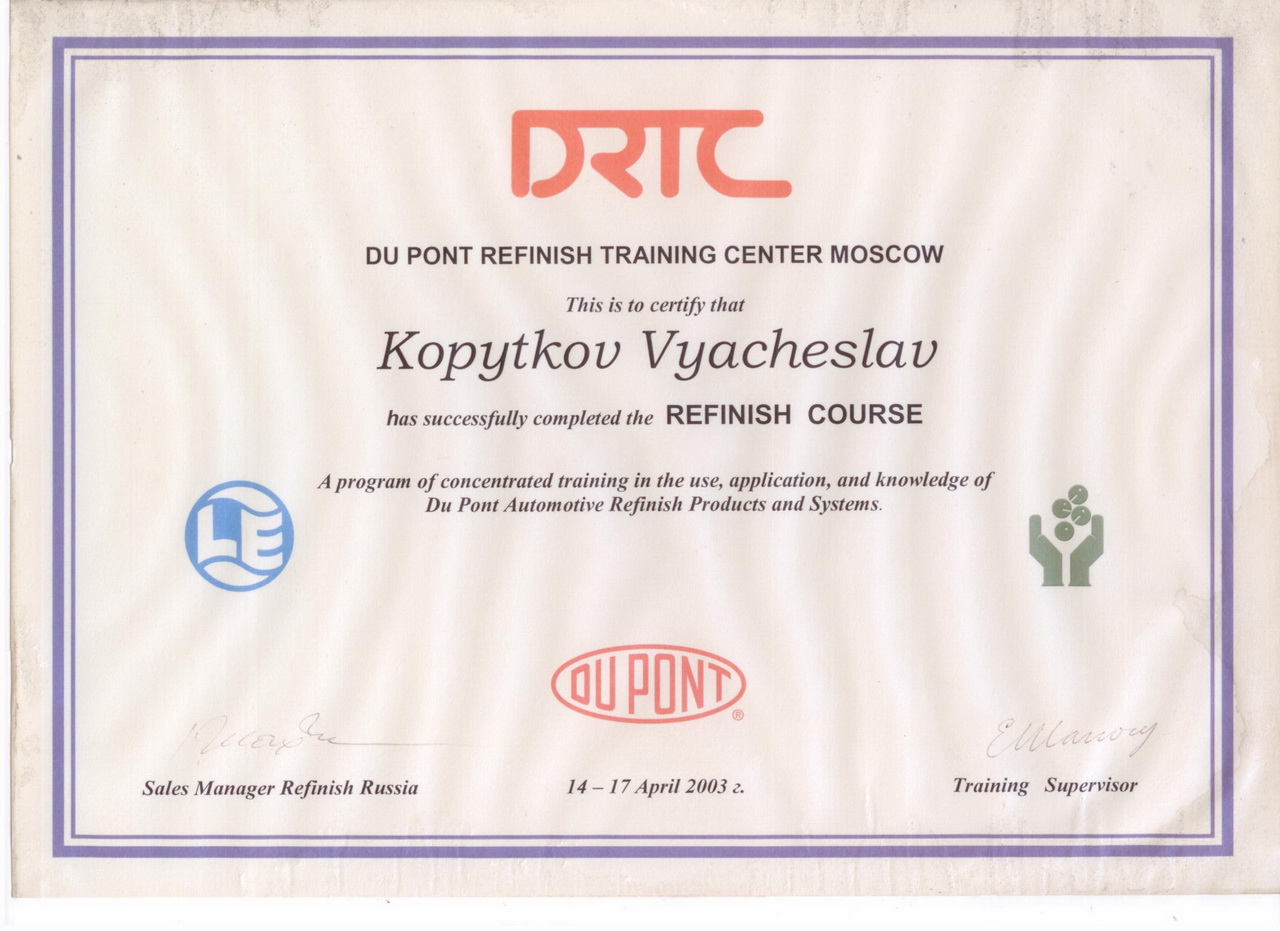 DRTC
DU PONT REFINISH TRAINING CENTER MOSCOW
This is to certify that
Kopytkov Vyacheslav
has successfully completed the REFINISH COURSE
A program of concentrated training in the use, application, and knowledge of
Du Pont Automotive Refinish Products and Systems.
LE
DU PONT®
Sales Manager Refinish Russia
14 – 17 April 2003 г.
Training Supervisor